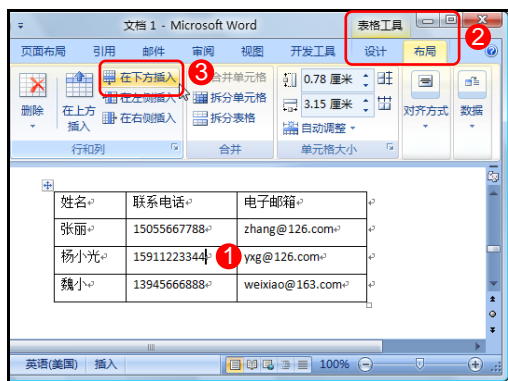 文档 1 - Microsoft Word
表格工具
2
页面布局 引用 邮件 审阅 视图 开发工具 设计 布局
在下方插入
3
合并单元格
0.78 厘米
删除
在上方插入
在左侧插入
拆分单元格
3.15 厘米
对齐方式
数据
在右侧插入
拆分表格
自动调整
行和列
合并
单元格大小
姓名 联系电话 电子邮箱
张丽 15055667788 zhang@126.com
杨小光 15911223344 1 yxg@126.com
魏小 13945666888 weixiao@163.com
英语(美国) 插入 100%